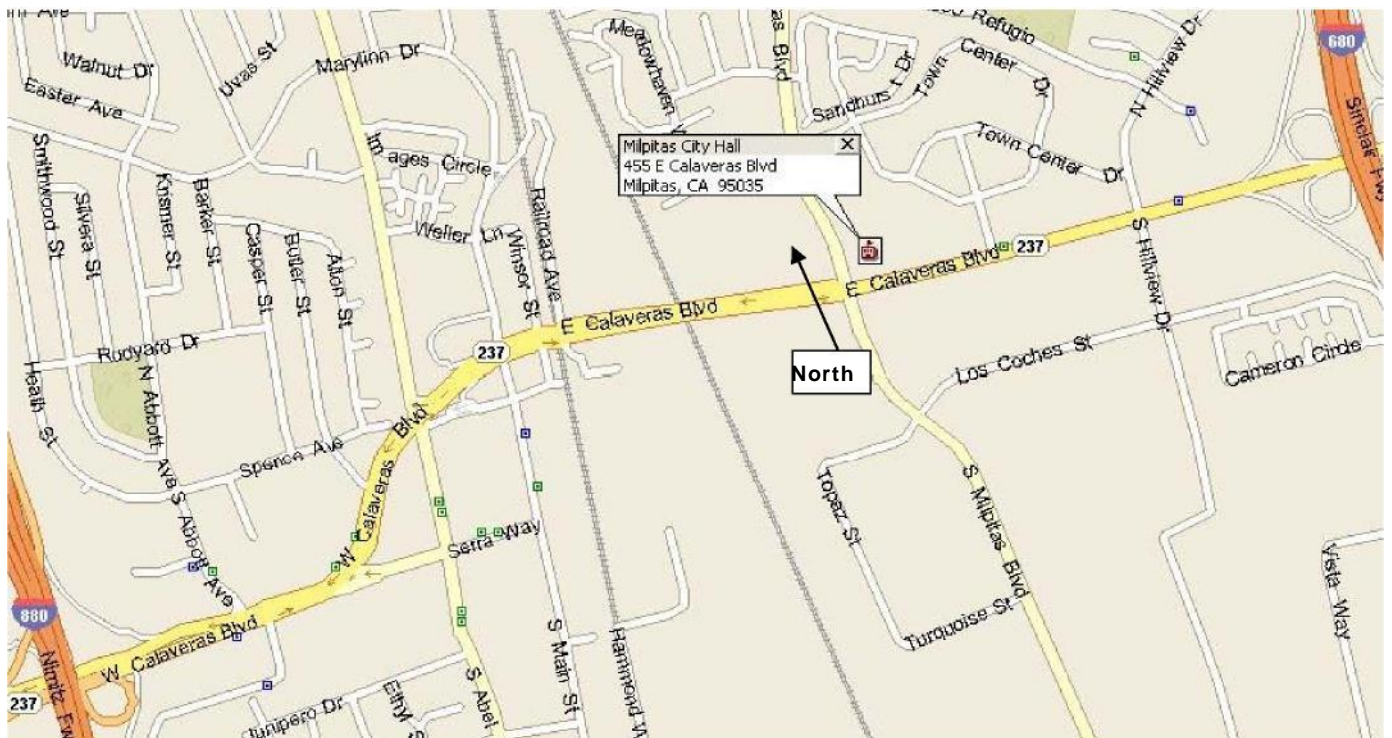 Walnut Dr
Easter Ave
Uvas St
Marylinn Dr
Smithwood St
Silvera St
Krismer St
Barker St
Casper St
Butler St
Alton St
Images Circle
Weller Ln
Winsor St
Railroad Ave
Meadowhaven
Blvd
Sandhurst Dr
Town Center Dr
Refugio
N Hillview Dr
680
Sinclair Fwy
Town Center Dr
Milpitas City Hall
455 E Calaveras Blvd
Milpitas, CA 95035
237
E Calaveras Blvd
S Hillview Dr
E Calaveras Blvd
237
North
Los Coches St
Cameron Circle
Rudyard Dr
Heath St
N Abbott Ave
S Abbott Ave
Spence Ave
W Calaveras Blvd
Serra Way
Topaz St
S Milpitas Blvd
Turquoise St
Vista Way
880
Nimitz Fw
W Calaveras Blvd
237
Junipero Dr
Ethyl S
S Abel
S Main St
Hammond W